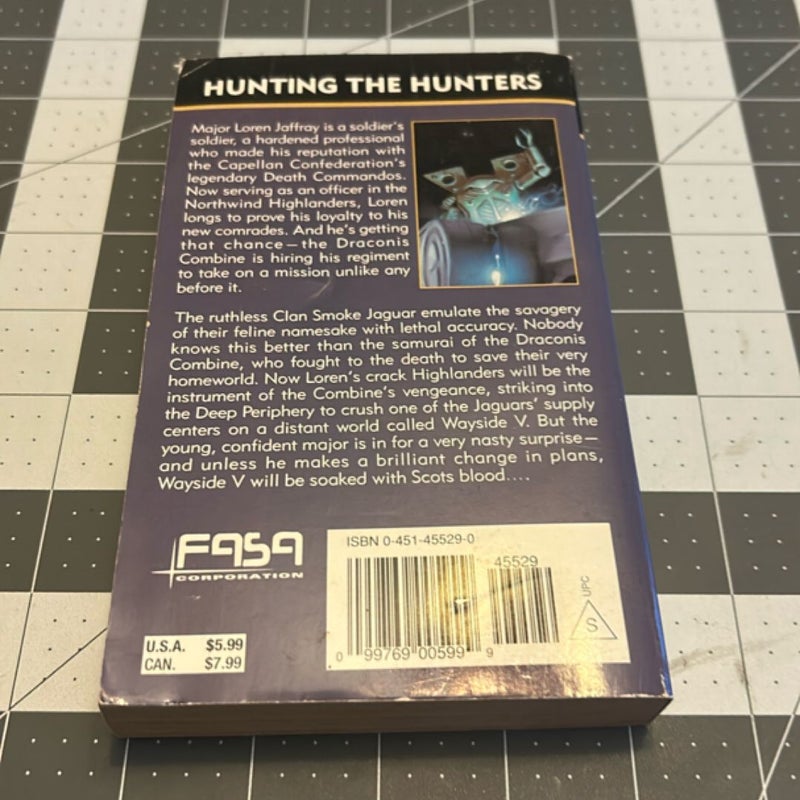 HUNTING THE HUNTERS
Major Loren Jaffray is a soldier's
soldier, a hardened professional
who made his reputation with
the Capellan Confederation's
legendary Death Commandos.
Now serving as an officer in the
Northwind Highlanders, Loren
longs to prove his loyalty to his
new comrades. And he's getting
that chance—the Draconis
Combine is hiring his regiment
to take on a mission unlike any
before it.
The ruthless Clan Smoke Jaguar emulate the savagery
of their feline namesake with lethal accuracy. Nobody
knows this better than the samurai of the Draconis
Combine, who fought to the death to save their very
homeworld. Now Loren's crack Highlanders will be the
instrument of the Combine's vengeance, striking into
the Deep Periphery to crush one of the Jaguars' supply
centers on a distant world called Wayside V. But the
young, confident major is in for a very nasty surprise—
and unless he makes a brilliant change in plans,
Wayside V will be soaked with Scots blood....
FASA
CORPORATION
ISBN 0-451-45529-0
45529
UPC
S
0 99769 00599 9
U.S.A. $5.99
CAN. $7.99